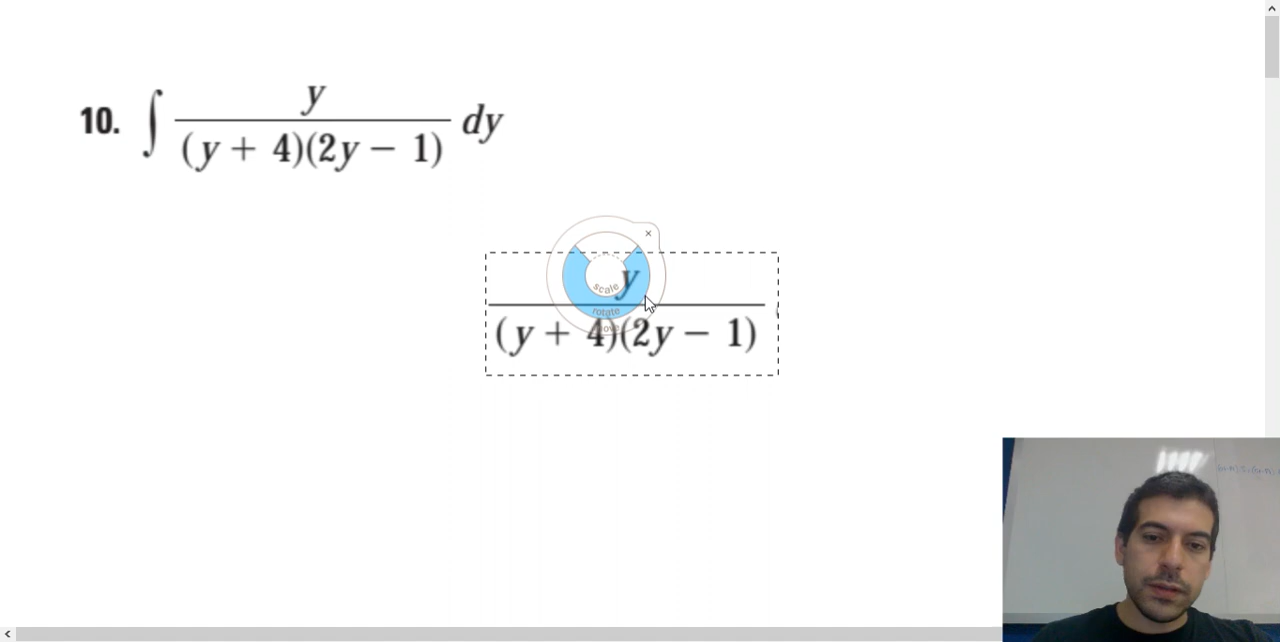 10. ∫ y / (y + 4)(2y − 1) dy
×
y / (y + 4)(2y − 1)
scale
rotate